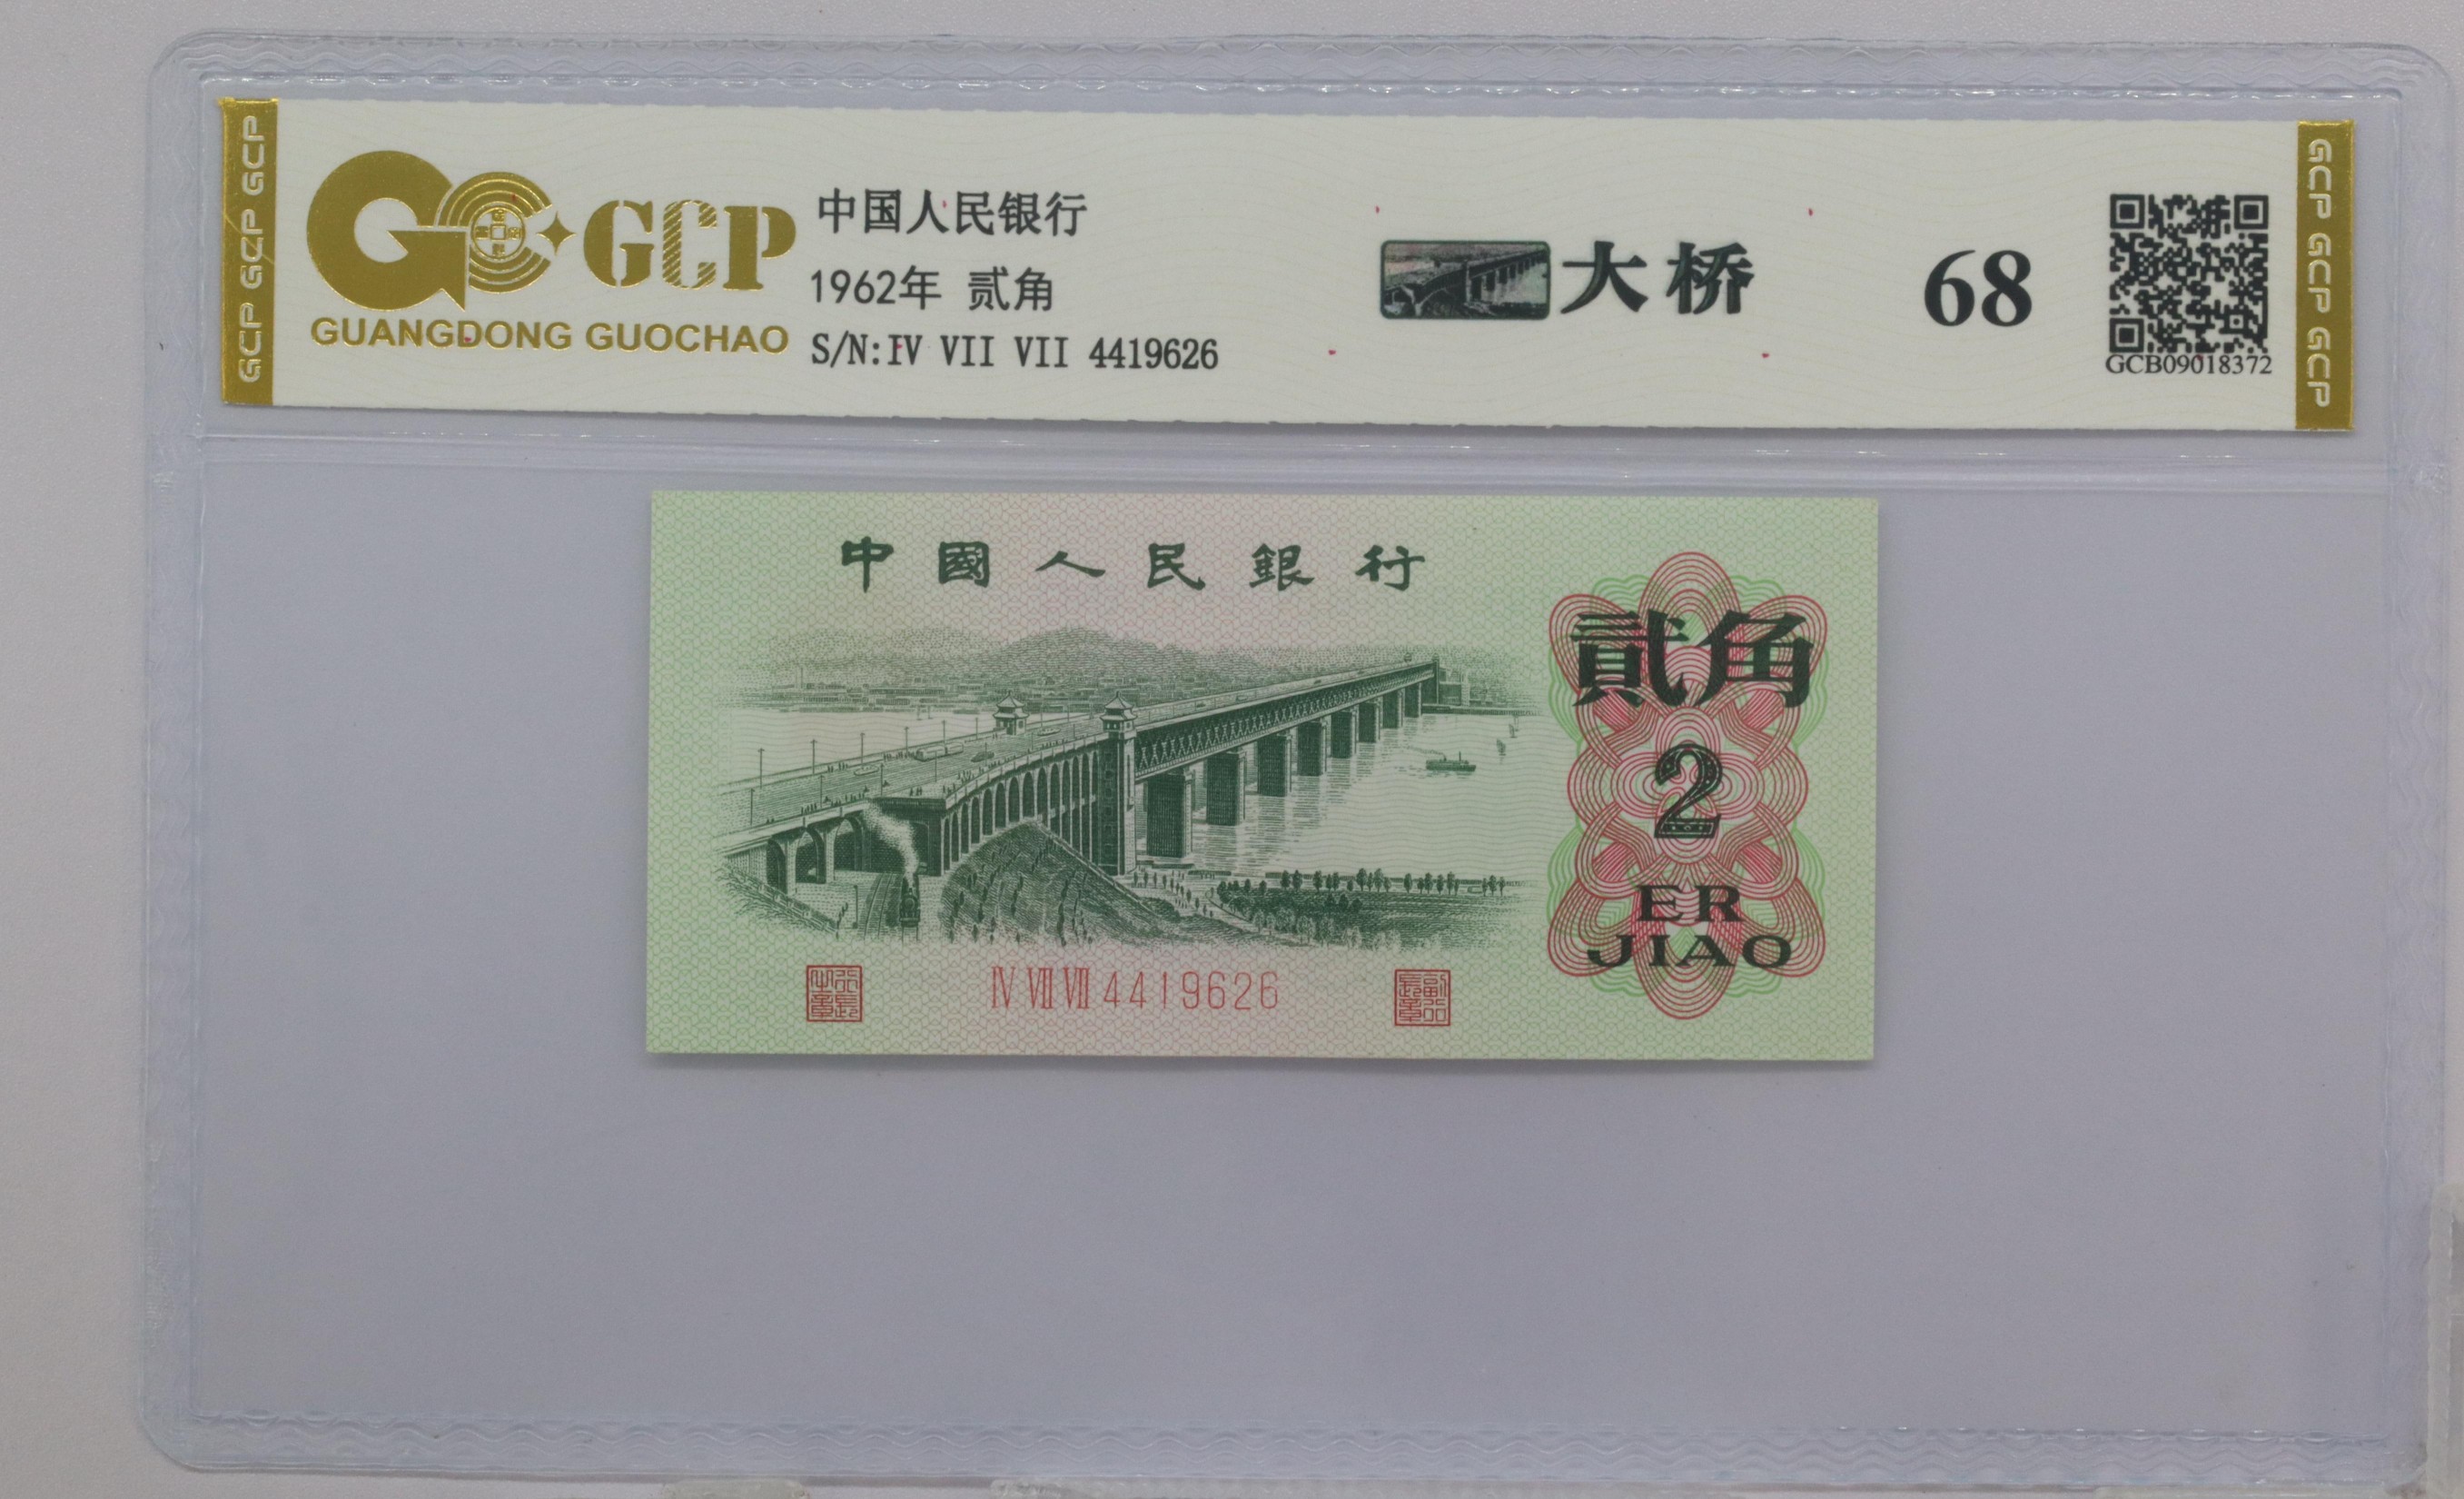 GCP GCP GCP
GCP
GUANGDONG GUOCHAO
中国人民银行
1962年 贰角
S/N:IV VII VII 4419626
大桥
68
GCB09018372
GCP GCP GCP
中國人民銀行
貳角
2
ER
JIAO
Ⅳ Ⅶ Ⅶ 4419626